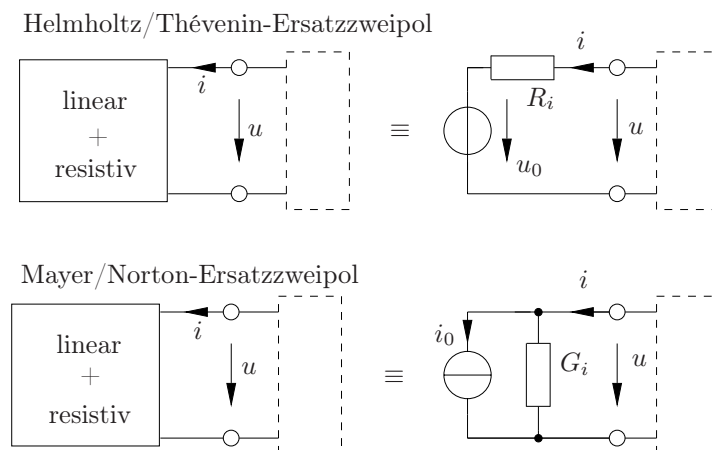 Helmholtz/Thévenin-Ersatzzweipol
linear
+
resistiv
i
u
≡
i
R_i
u_0
u
Mayer/Norton-Ersatzzweipol
linear
+
resistiv
i
u
≡
i
i_0
G_i
u